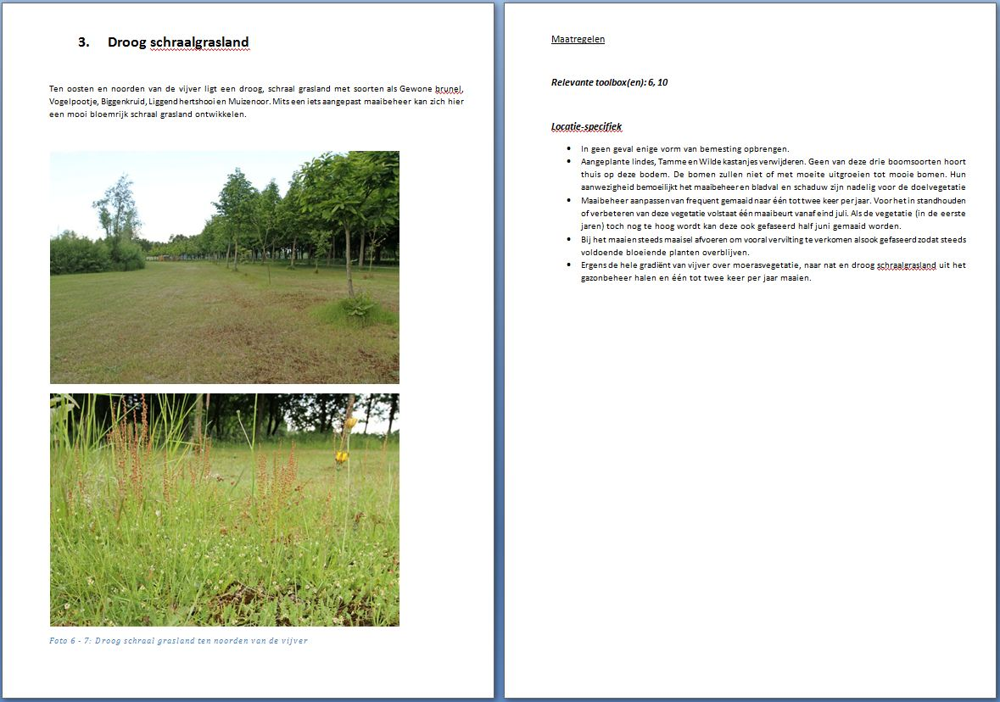 3. Droog schraalgrasland
Ten oosten en noorden van de vijver ligt een droog, schraal grasland met soorten als Gewone brunel,
Vogelpootje, Biggenkruid, Liggend hertshooi en Muizenoor. Mits een iets aangepast maaibeheer kan zich hier
een mooi bloemrijk schraal grasland ontwikkelen.
Foto 6 - 7: Droog schraal grasland ten noorden van de vijver
Maatregelen
Relevante toolbox(en): 6, 10
Locatie-specifiek
• In geen geval enige vorm van bemesting opbrengen.
• Aangeplante lindes, Tamme en Wilde kastanjes verwijderen. Geen van deze drie boomsoorten hoort
thuis op deze bodem. De bomen zullen niet of met moeite uitgroeien tot mooie bomen. Hun
aanwezigheid bemoeilijkt het maaibeheer en bladval en schaduw zijn nadelig voor de doelvegetatie
• Maaibeheer aanpassen van frequent gemaaid naar één tot twee keer per jaar. Voor het in standhouden
of verbeteren van deze vegetatie volstaat één maaibeurt vanaf eind juli. Als de vegetatie (in de eerste
jaren) toch nog te hoog wordt kan deze ook gefaseerd half juni gemaaid worden.
• Bij het maaien steeds maaisel afvoeren om vooral vervilting te verkomen alsook gefaseerd zodat steeds
voldoende bloeiende planten overblijven.
• Ergens de hele gradiënt van vijver over moerasvegetatie, naar nat en droog schraalgrasland uit het
gazonbeheer halen en één tot twee keer per jaar maaien.